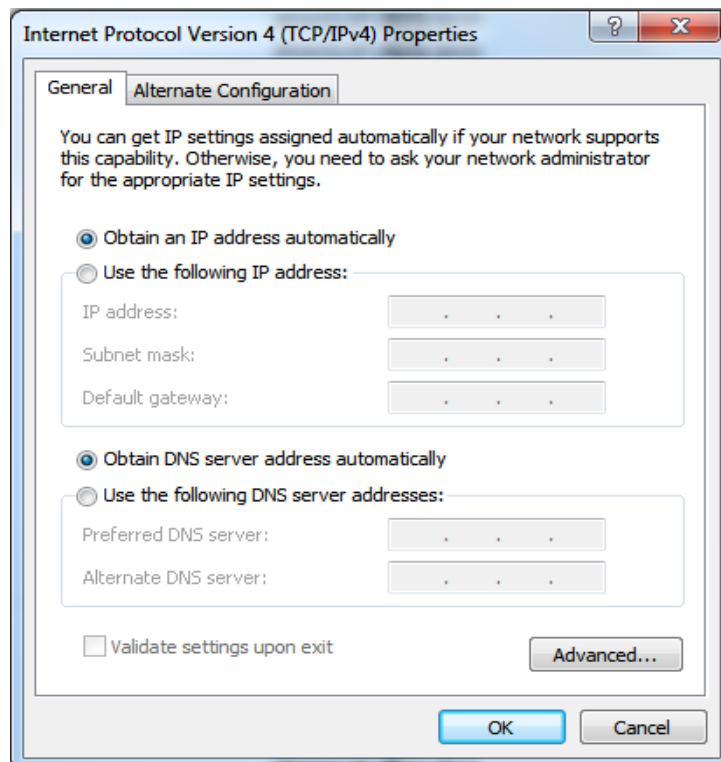 Internet Protocol Version 4 (TCP/IPv4) Properties
General
Alternate Configuration
You can get IP settings assigned automatically if your network supports
this capability. Otherwise, you need to ask your network administrator
for the appropriate IP settings.
Obtain an IP address automatically
Use the following IP address:
IP address:
Subnet mask:
Default gateway:
Obtain DNS server address automatically
Use the following DNS server addresses:
Preferred DNS server:
Alternate DNS server:
Validate settings upon exit
Advanced...
OK
Cancel